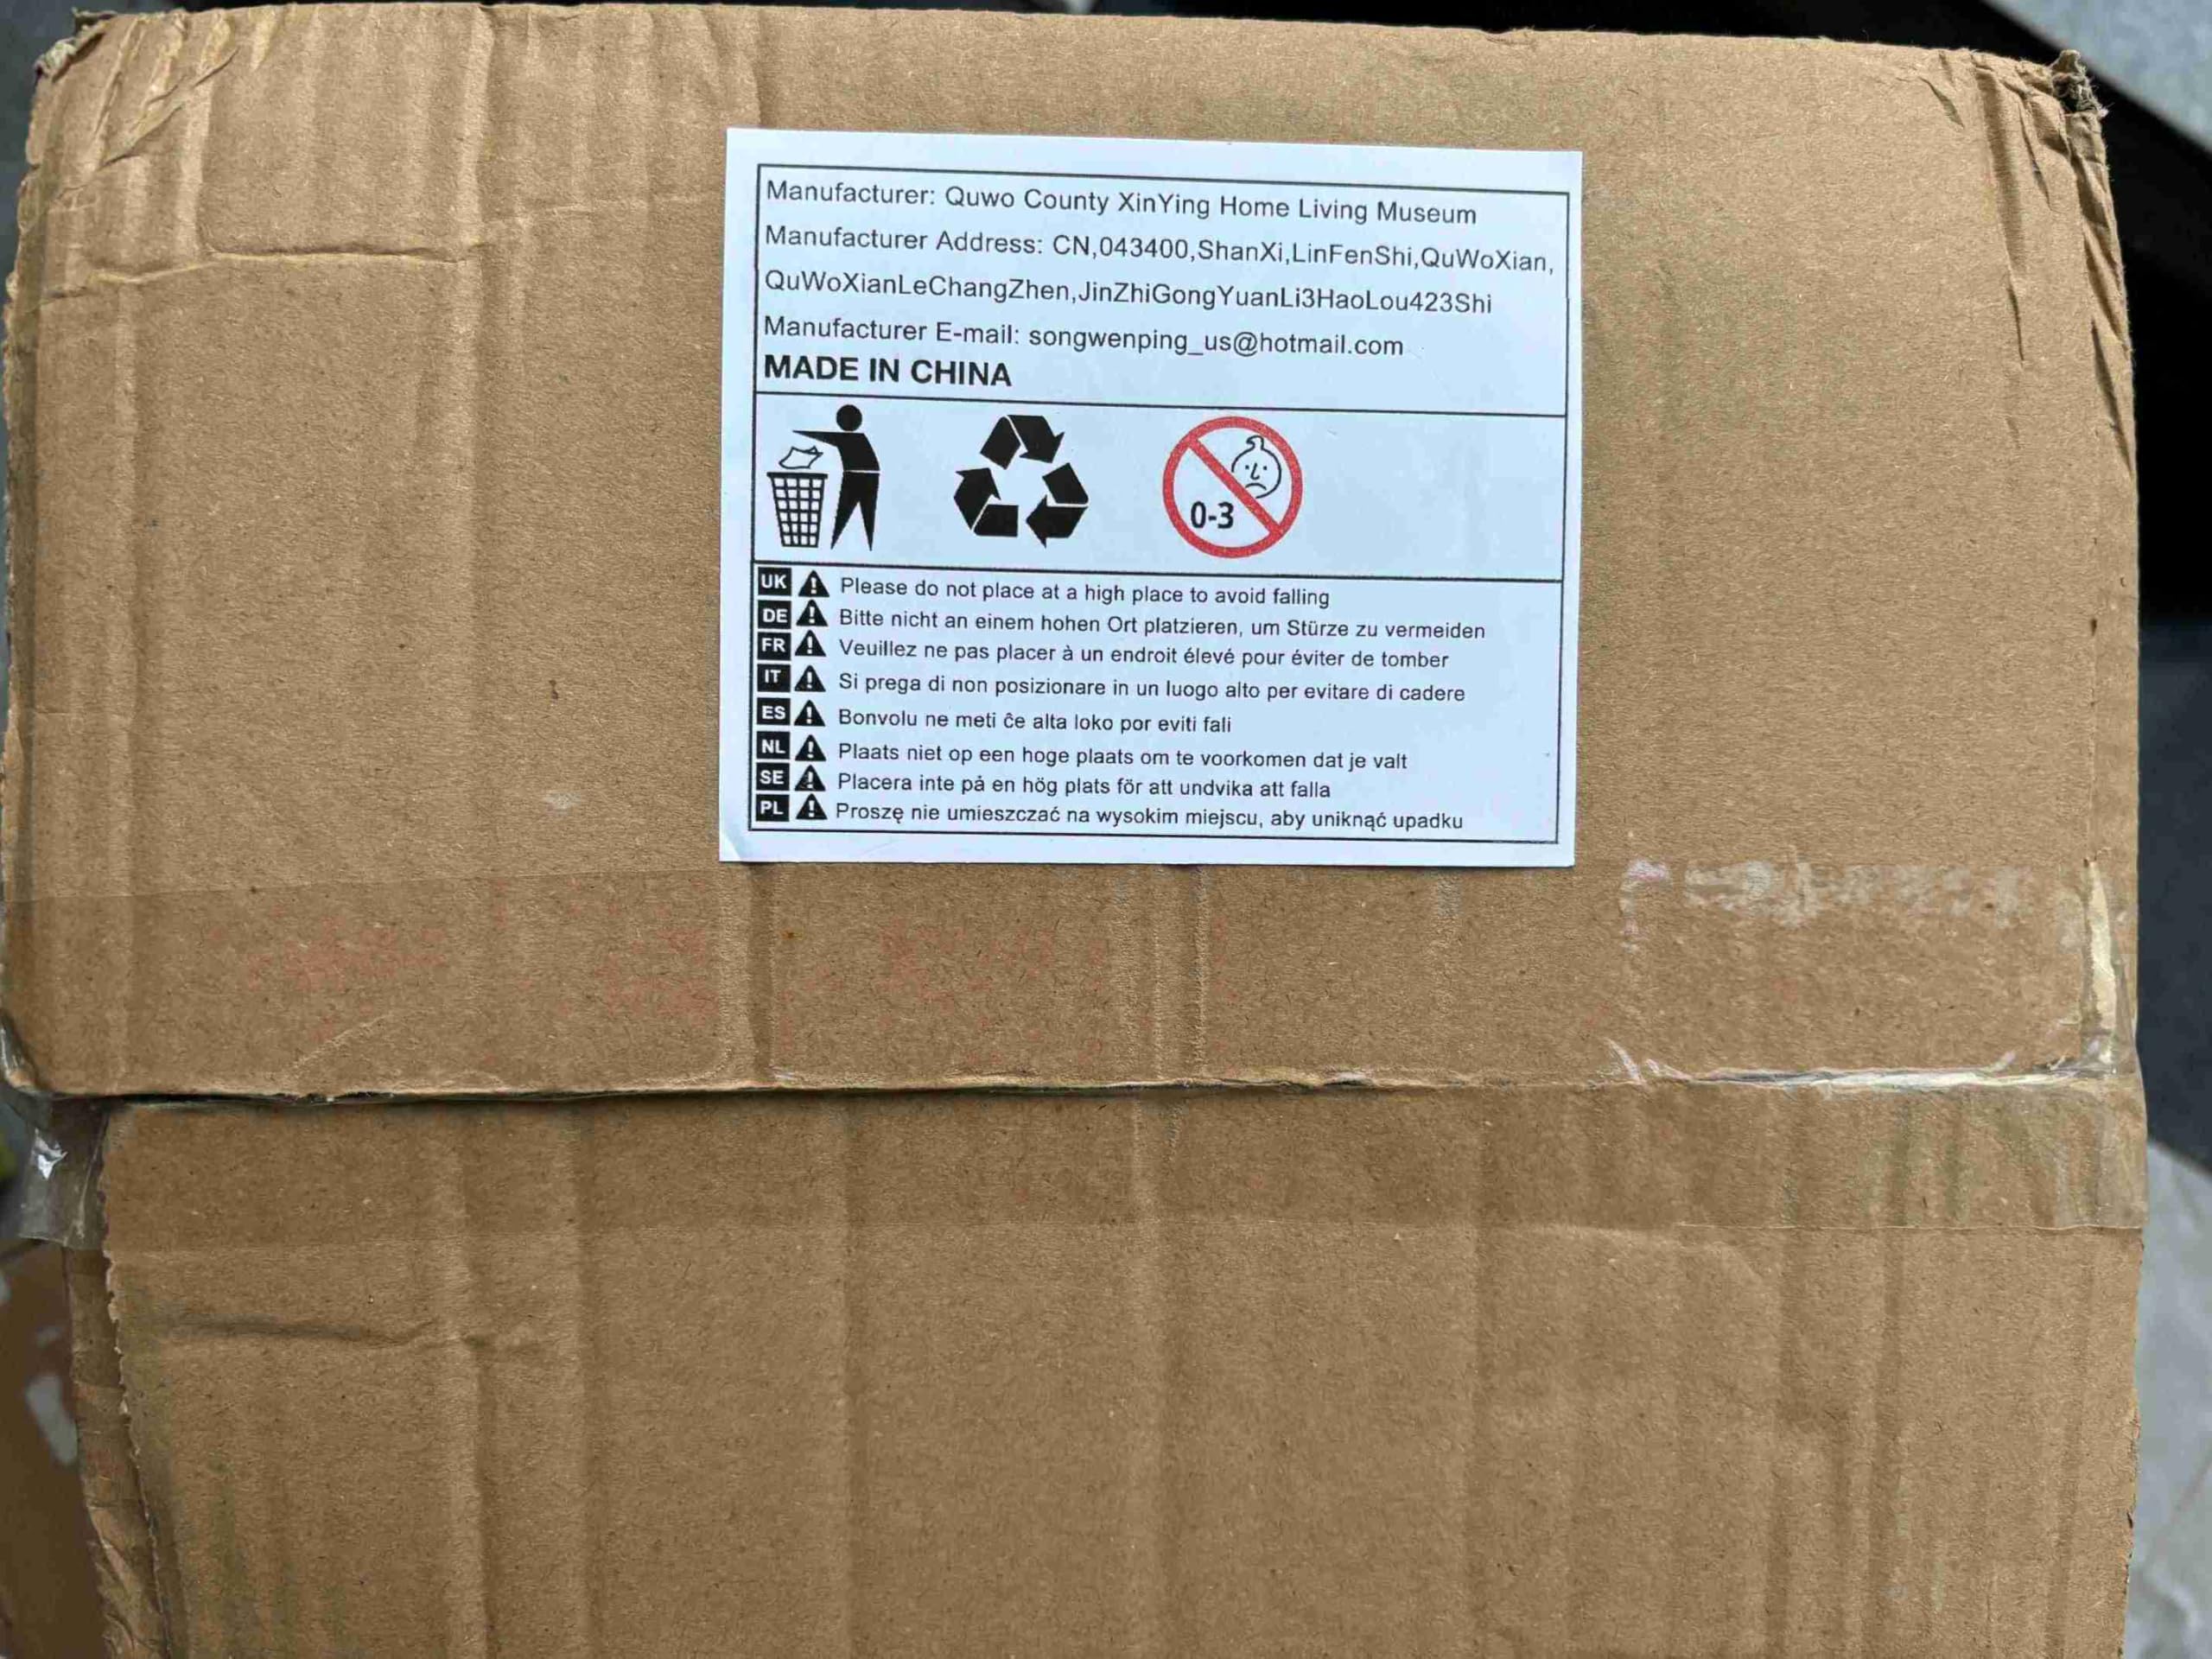 Manufacturer: Quwo County XinYing Home Living Museum
Manufacturer Address: CN,043400,ShanXi,LinFenShi,QuWoXian,
QuWoXianLeChangZhen,JinZhiGongYuanLi3HaoLou423Shi
Manufacturer E-mail: songwenping_us@hotmail.com
MADE IN CHINA
0-3
UK Please do not place at a high place to avoid falling
DE Bitte nicht an einem hohen Ort platzieren, um Stürze zu vermeiden
FR Veuillez ne pas placer à un endroit élevé pour éviter de tomber
IT Si prega di non posizionare in un luogo alto per evitare di cadere
ES Bonvolu ne meti ĉe alta loko por eviti fali
NL Plaats niet op een hoge plaats om te voorkomen dat je valt
SE Placera inte på en hög plats för att undvika att falla
PL Proszę nie umieszczać na wysokim miejscu, aby uniknąć upadku